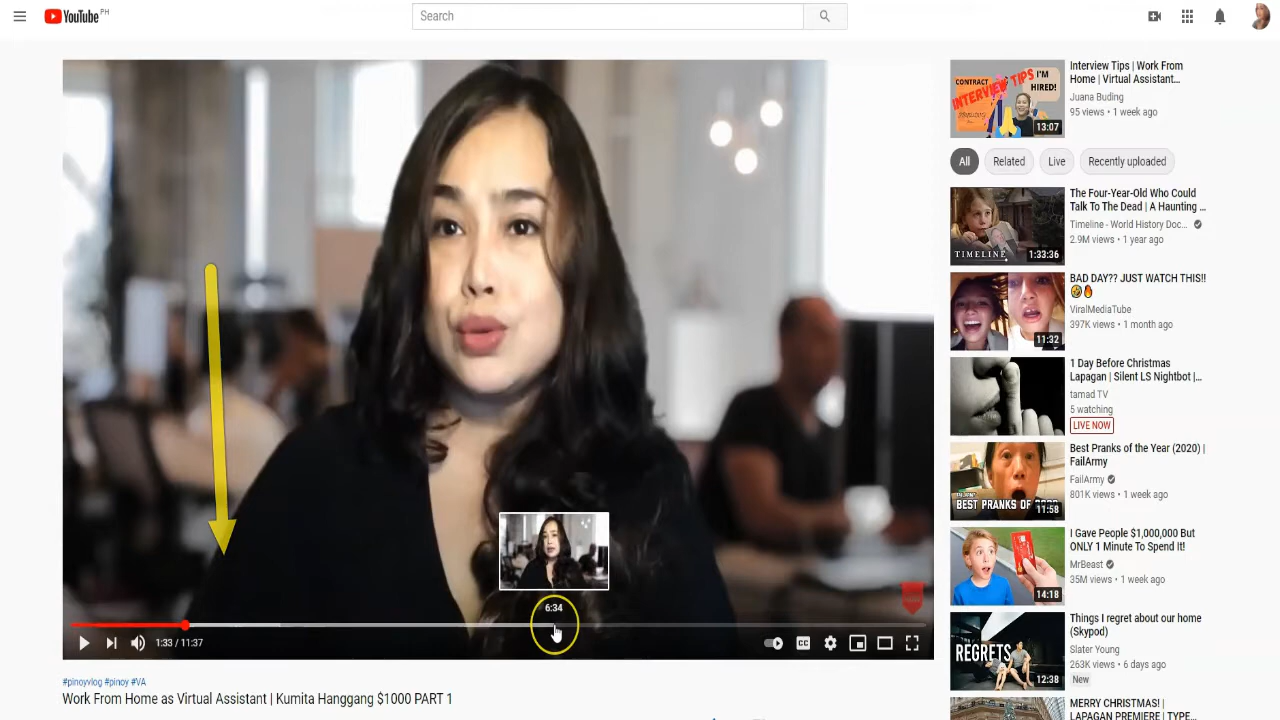 YouTube PH
Search
6:34
1:33 / 11:37
CC
#pinoyvlog #pinoy #VA
Work From Home as Virtual Assistant | Kumita Hanggang $1000 PART 1
CONTRACT
INTERVIEW TIPS
I'M
HIRED!
13:07
Interview Tips | Work From
Home | Virtual Assistant...
Juana Buding
95 views • 1 week ago
All
Related
Live
Recently uploaded
TIMELINE
1:33:36
The Four-Year-Old Who Could
Talk To The Dead | A Haunting ...
Timeline - World History Doc...
2.9M views • 1 year ago
11:32
BAD DAY?? JUST WATCH THIS!!
🤣🔥
ViralMediaTube
397K views • 1 month ago
1 Day Before Christmas
Lapagan | Silent LS Nightbot |...
tamad TV
5 watching
LIVE NOW
BEST PRANKS OF
11:58
Best Pranks of the Year (2020) |
FailArmy
FailArmy
801K views • 1 week ago
14:18
I Gave People $1,000,000 But
ONLY 1 Minute To Spend It!
MrBeast
35M views • 1 week ago
REGRETS
12:38
Things I regret about our home
(Skypod)
Slater Young
263K views • 6 days ago
New
MERRY CHRISTMAS! |
LAPAGAN PREMIERE | TYPE...